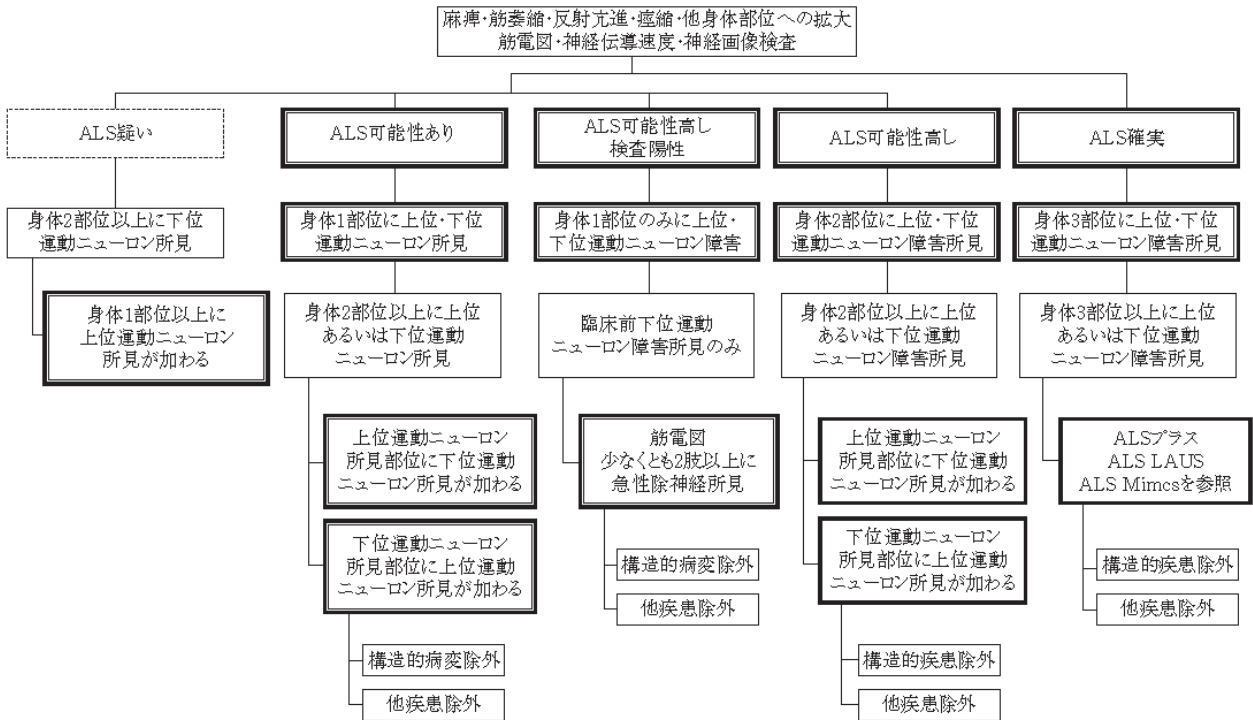 麻痺・筋萎縮・反射亢進・痙縮・他身体部位への拡大
筋電図・神経伝導速度・神経画像検査
ALS疑い
身体2部位以上に下位
運動ニューロン所見
身体1部位以上に
上位運動ニューロン
所見が加わる
ALS可能性あり
身体1部位に上位・下位
運動ニューロン所見
身体2部位以上に上位
あるいは下位運動
ニューロン所見
上位運動ニューロン
所見部位に下位運動
ニューロン所見が加わる
下位運動ニューロン
所見部位に上位運動
ニューロン所見が加わる
構造的病変除外
他疾患除外
ALS可能性高し
検査陽性
身体1部位のみに上位・
下位運動ニューロン障害
臨床前下位運動
ニューロン障害所見のみ
筋電図
少なくとも2肢以上に
急性除神経所見
構造的病変除外
他疾患除外
ALS可能性高し
身体2部位に上位・下位
運動ニューロン障害所見
身体2部位以上に上位
あるいは下位運動
ニューロン障害所見
上位運動ニューロン
所見部位に下位運動
ニューロン所見が加わる
下位運動ニューロン
所見部位に上位運動
ニューロン所見が加わる
構造的疾患除外
他疾患除外
ALS確実
身体3部位に上位・下位
運動ニューロン障害所見
身体3部位以上に上位
あるいは下位運動
ニューロン障害所見
ALSプラス
ALS LAUS
ALS Mimcsを参照
構造的疾患除外
他疾患除外